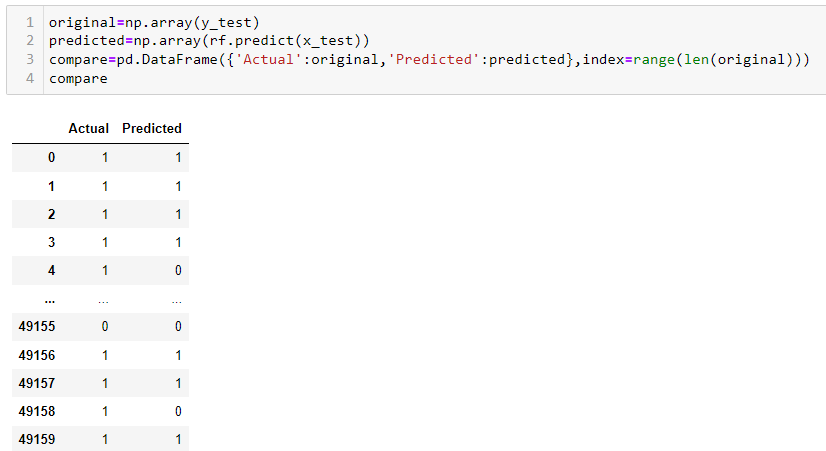 1 original=np.array(y_test)
2 predicted=np.array(rf.predict(x_test))
3 compare=pd.DataFrame({'Actual':original,'Predicted':predicted},index=range(len(original)))
4 compare
Actual Predicted
0 1 1
1 1 1
2 1 1
3 1 1
4 1 0
... ... ...
49155 0 0
49156 1 1
49157 1 1
49158 1 0
49159 1 1